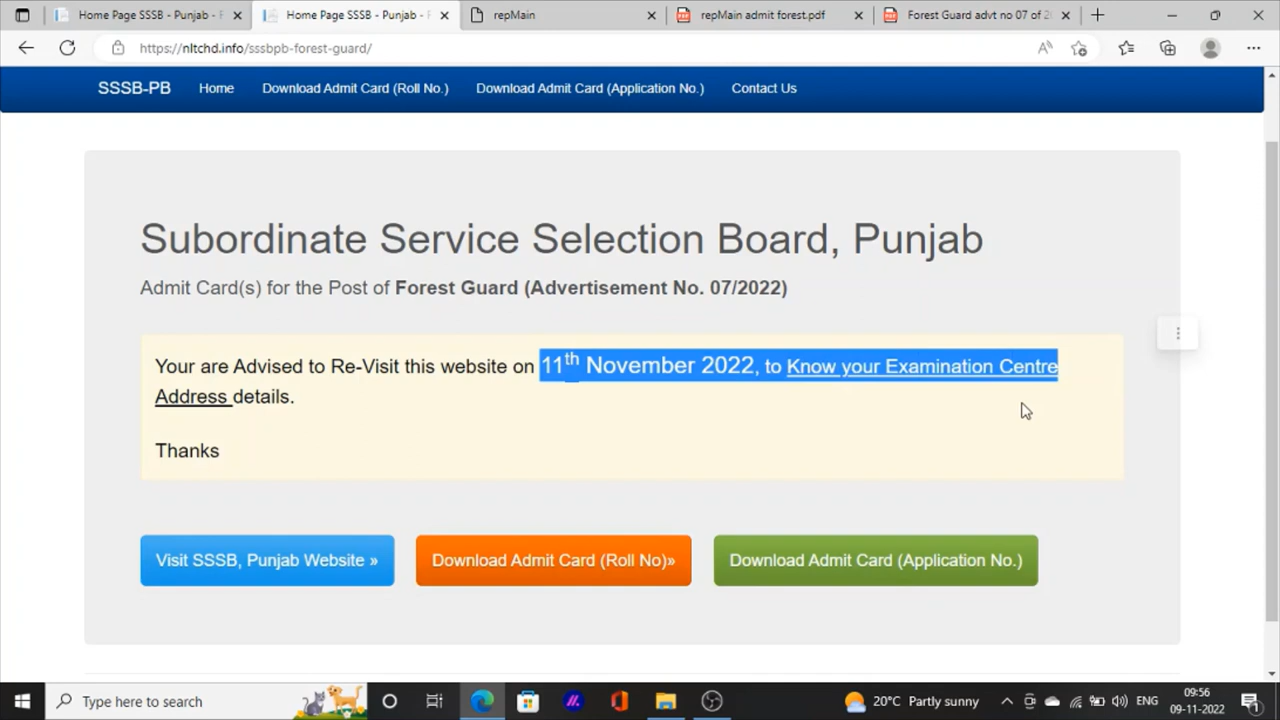 Home Page SSSB - Punjab - F
Home Page SSSB - Punjab - F
repMain
repMain admit forest.pdf
Forest Guard advt no 07 of 2
https://nltchd.info/sssbpb-forest-guard/
SSSB-PB Home Download Admit Card (Roll No.) Download Admit Card (Application No.) Contact Us
Subordinate Service Selection Board, Punjab
Admit Card(s) for the Post of Forest Guard (Advertisement No. 07/2022)
Your are Advised to Re-Visit this website on 11th November 2022, to Know your Examination Centre
Address details.
Thanks
Visit SSSB, Punjab Website »
Download Admit Card (Roll No)»
Download Admit Card (Application No.)
Type here to search
20°C Partly sunny
ENG
09:56
09-11-2022
1